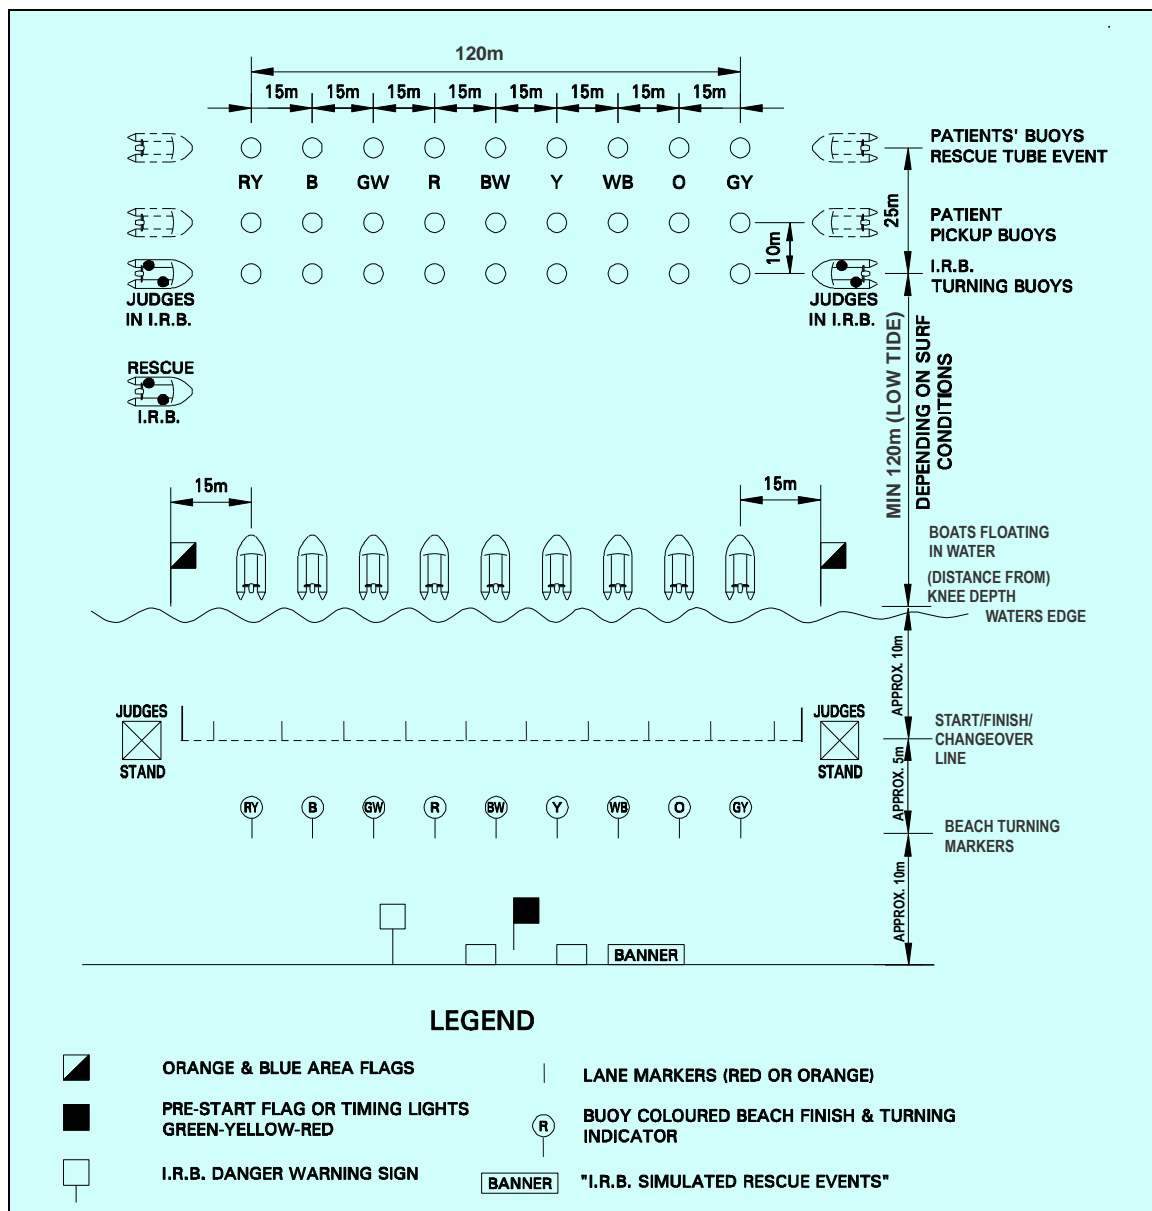 120m
15m 15m 15m 15m 15m 15m 15m 15m
PATIENTS' BUOYS
RESCUE TUBE EVENT
RY B GW R BW Y WB O GY
25m
PATIENT
PICKUP BUOYS
10m
I.R.B.
TURNING BUOYS
JUDGES
IN I.R.B.
JUDGES
IN I.R.B.
RESCUE
I.R.B.
MIN 120m (LOW TIDE)
DEPENDING ON SURF
CONDITIONS
15m
15m
BOATS FLOATING
IN WATER
(DISTANCE FROM)
KNEE DEPTH
WATERS EDGE
APPROX. 10m
JUDGES
STAND
JUDGES
STAND
START/FINISH/
CHANGEOVER
LINE
APPROX. 5m
RY B GW R BW Y WB O GY
BEACH TURNING
MARKERS
APPROX. 10m
BANNER
LEGEND
ORANGE & BLUE AREA FLAGS
PRE-START FLAG OR TIMING LIGHTS
GREEN-YELLOW-RED
I.R.B. DANGER WARNING SIGN
LANE MARKERS (RED OR ORANGE)
R
BUOY COLOURED BEACH FINISH & TURNING
INDICATOR
BANNER
"I.R.B. SIMULATED RESCUE EVENTS"